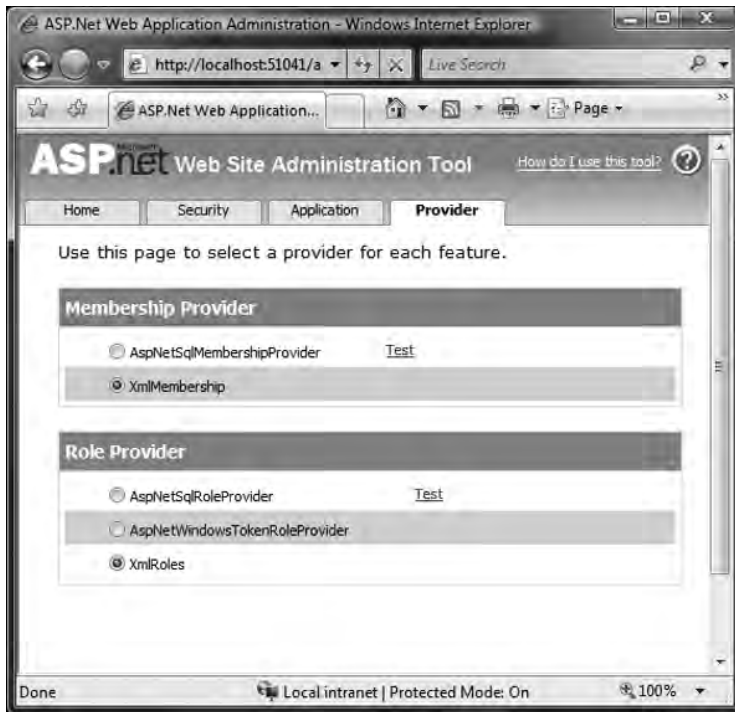 ASP.Net Web Application Administration - Windows Internet Explorer
http://localhost:51041/a
Live Search
ASP.Net Web Application...
Page
ASP.net Web Site Administration Tool
How do I use this tool?
Home Security Application Provider
Use this page to select a provider for each feature.
Membership Provider
AspNetSqlMembershipProvider Test
XmlMembership
Role Provider
AspNetSqlRoleProvider Test
AspNetWindowsTokenRoleProvider
XmlRoles
Done Local intranet | Protected Mode: On 100%